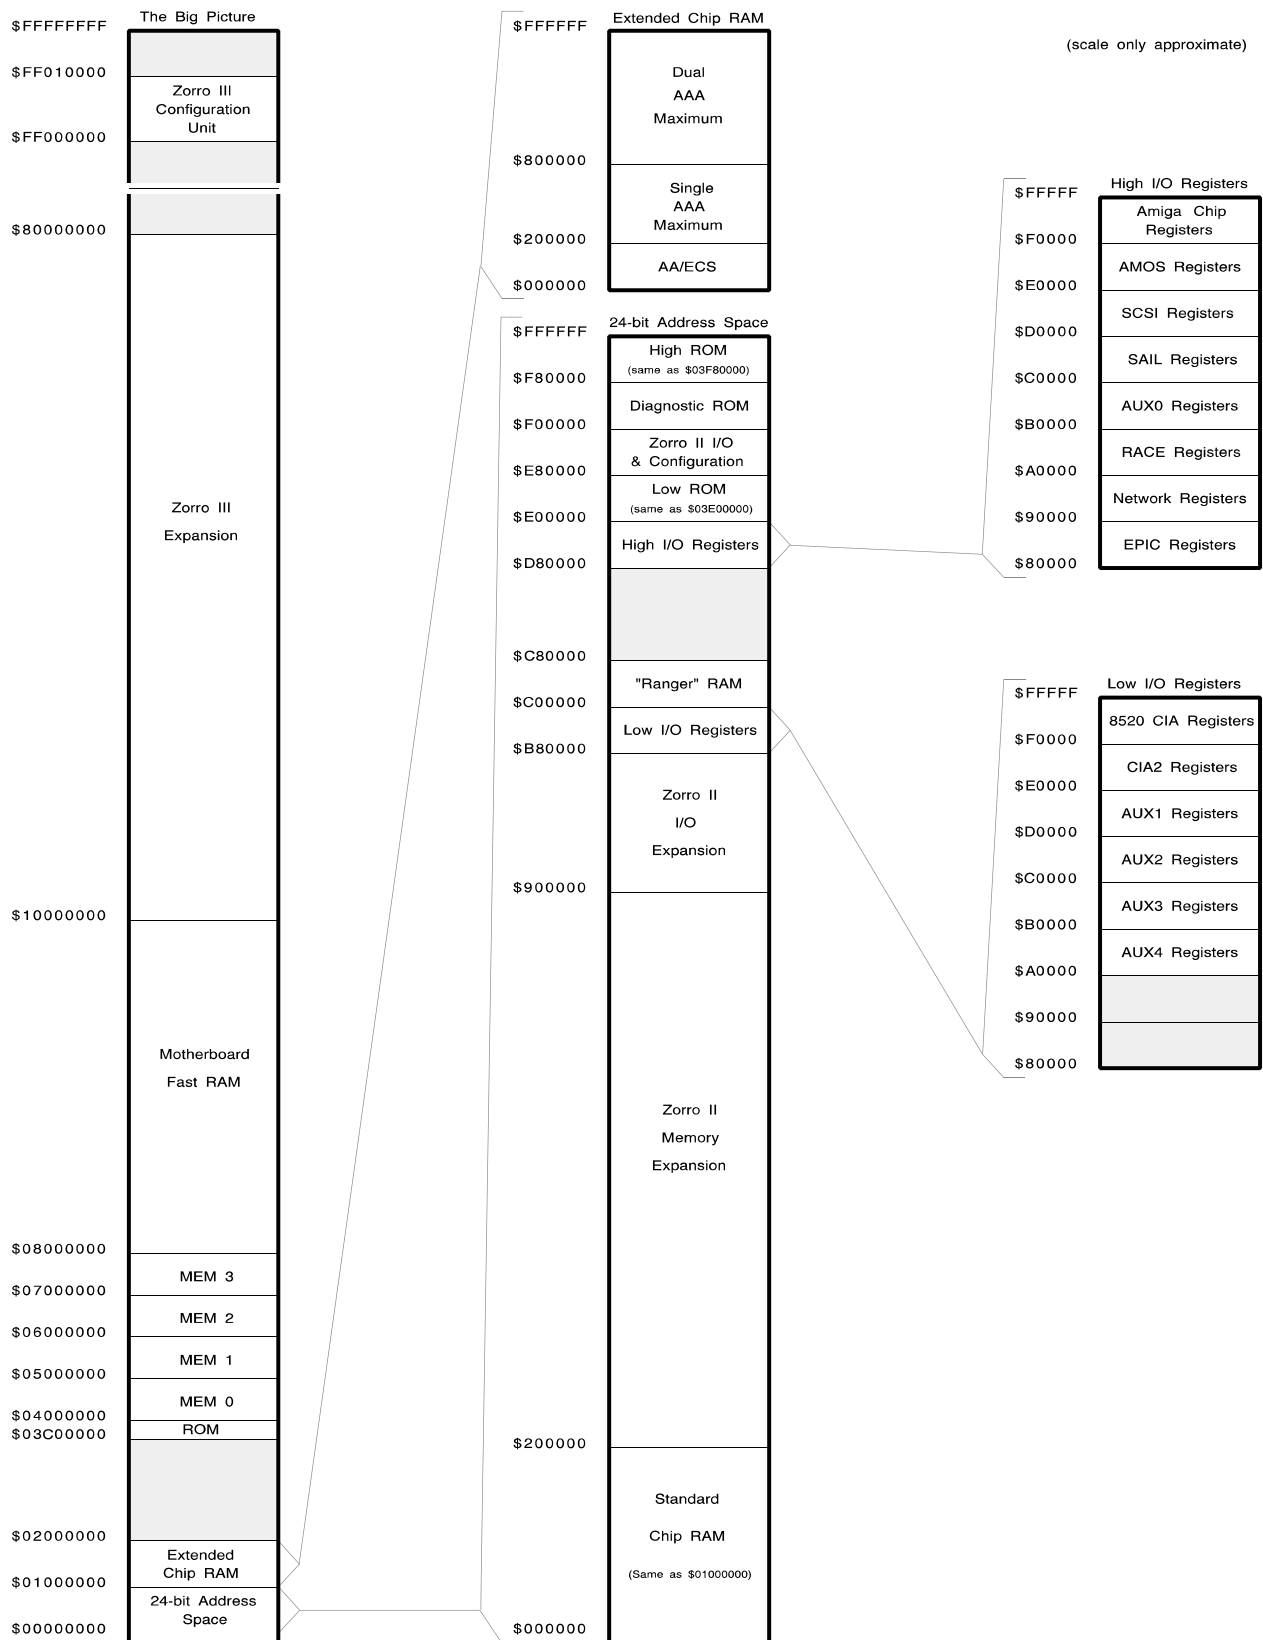 The Big Picture
$FFFFFFFF
$FF010000
Zorro III
Configuration
Unit
$FF000000
$80000000
Zorro III
Expansion
$10000000
Motherboard
Fast RAM
$08000000
MEM 3
$07000000
MEM 2
$06000000
MEM 1
$05000000
MEM 0
$04000000
ROM
$03C00000
$02000000
Extended
Chip RAM
$01000000
24-bit Address
Space
$00000000
Extended Chip RAM
$FFFFFF
Dual
AAA
Maximum
$800000
Single
AAA
Maximum
$200000
AA/ECS
$000000
24-bit Address Space
$FFFFFF
High ROM
(same as $03F80000)
$F80000
Diagnostic ROM
$F00000
Zorro II I/O
& Configuration
$E80000
Low ROM
(same as $03E00000)
$E00000
High I/O Registers
$D80000
$C80000
"Ranger" RAM
$C00000
Low I/O Registers
$B80000
Zorro II
I/O
Expansion
$900000
Zorro II
Memory
Expansion
$200000
Standard
Chip RAM
(Same as $01000000)
$000000
(scale only approximate)
High I/O Registers
$FFFFF
Amiga Chip
Registers
$F0000
AMOS Registers
$E0000
SCSI Registers
$D0000
SAIL Registers
$C0000
AUX0 Registers
$B0000
RACE Registers
$A0000
Network Registers
$90000
EPIC Registers
$80000
Low I/O Registers
$FFFFF
8520 CIA Registers
$F0000
CIA2 Registers
$E0000
AUX1 Registers
$D0000
AUX2 Registers
$C0000
AUX3 Registers
$B0000
AUX4 Registers
$A0000
$90000
$80000